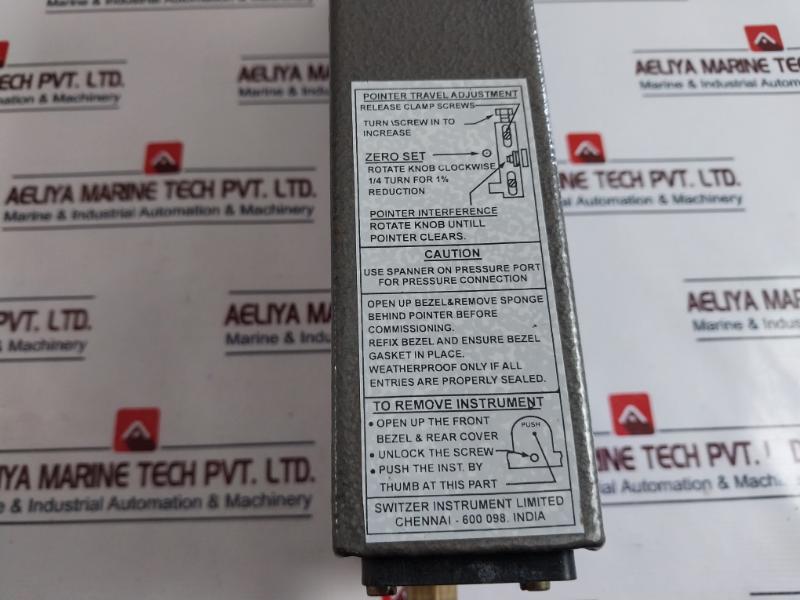 AELIYA MARINE TECH PVT. LTD.
Marine & Industrial Automation & Machinery
POINTER TRAVEL ADJUSTMENT
RELEASE CLAMP SCREWS
TURN \SCREW IN TO
INCREASE
ZERO SET
ROTATE KNOB CLOCKWISE
1/4 TURN FOR 1%
REDUCTION
POINTER INTERFERENCE
ROTATE KNOB UNTILL
POINTER CLEARS.
CAUTION
USE SPANNER ON PRESSURE PORT
FOR PRESSURE CONNECTION
OPEN UP BEZEL&REMOVE SPONGE
BEHIND POINTER BEFORE
COMMISSIONING.
REFIX BEZEL AND ENSURE BEZEL
GASKET IN PLACE.
WEATHERPROOF ONLY IF ALL
ENTRIES ARE PROPERLY SEALED.
TO REMOVE INSTRUMENT
• OPEN UP THE FRONT
BEZEL & REAR COVER
• UNLOCK THE SCREW
• PUSH THE INST. BY
THUMB AT THIS PART
PUSH
SWITZER INSTRUMENT LIMITED
CHENNAI - 600 098. INDIA